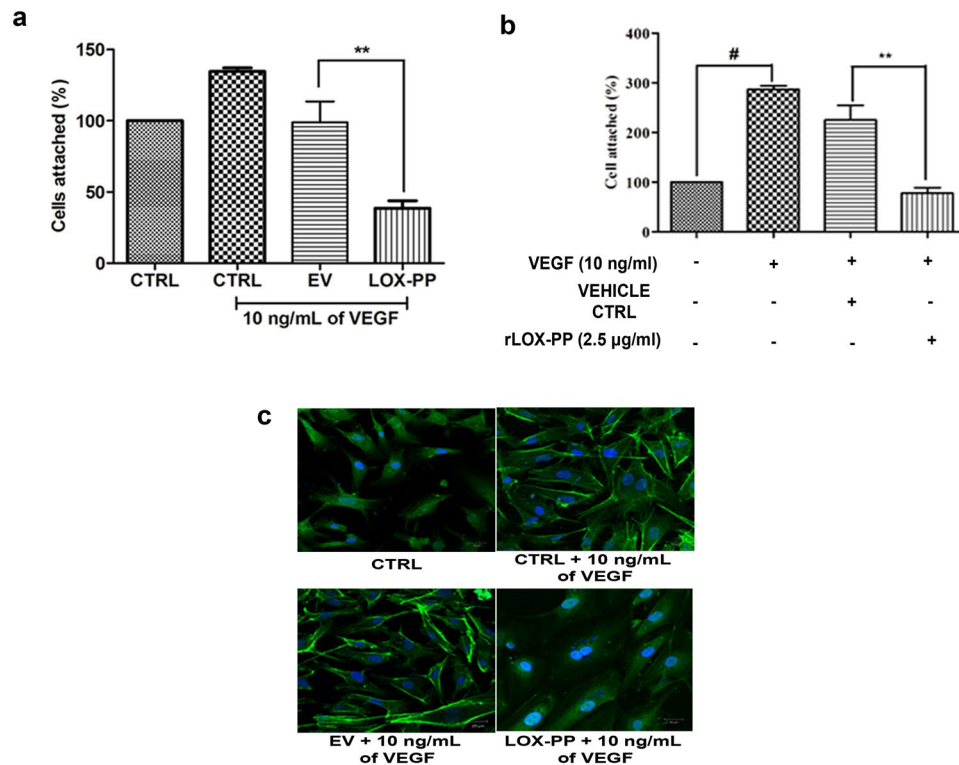 a
Cells attached (%)
150
100
50
0
**
CTRL
CTRL
EV
LOX-PP
10 ng/mL of VEGF
b
Cell attached (%)
400
300
200
100
0
#
**
VEGF (10 ng/ml) - + + +
VEHICLE
CTRL - - + -
rLOX-PP (2.5 µg/ml) - - - +
c
CTRL
CTRL + 10 ng/mL
of VEGF
EV + 10 ng/mL
of VEGF
LOX-PP + 10 ng/mL
of VEGF